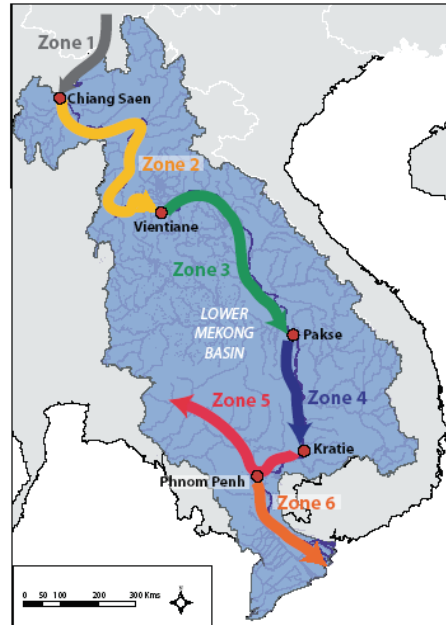 Zone 1
Chiang Saen
Zone 2
Vientiane
Zone 3
LOWER
MEKONG
BASIN
Pakse
Zone 4
Zone 5
Kratie
Phnom Penh
Zone 6
0 50 100 200 300 Kms